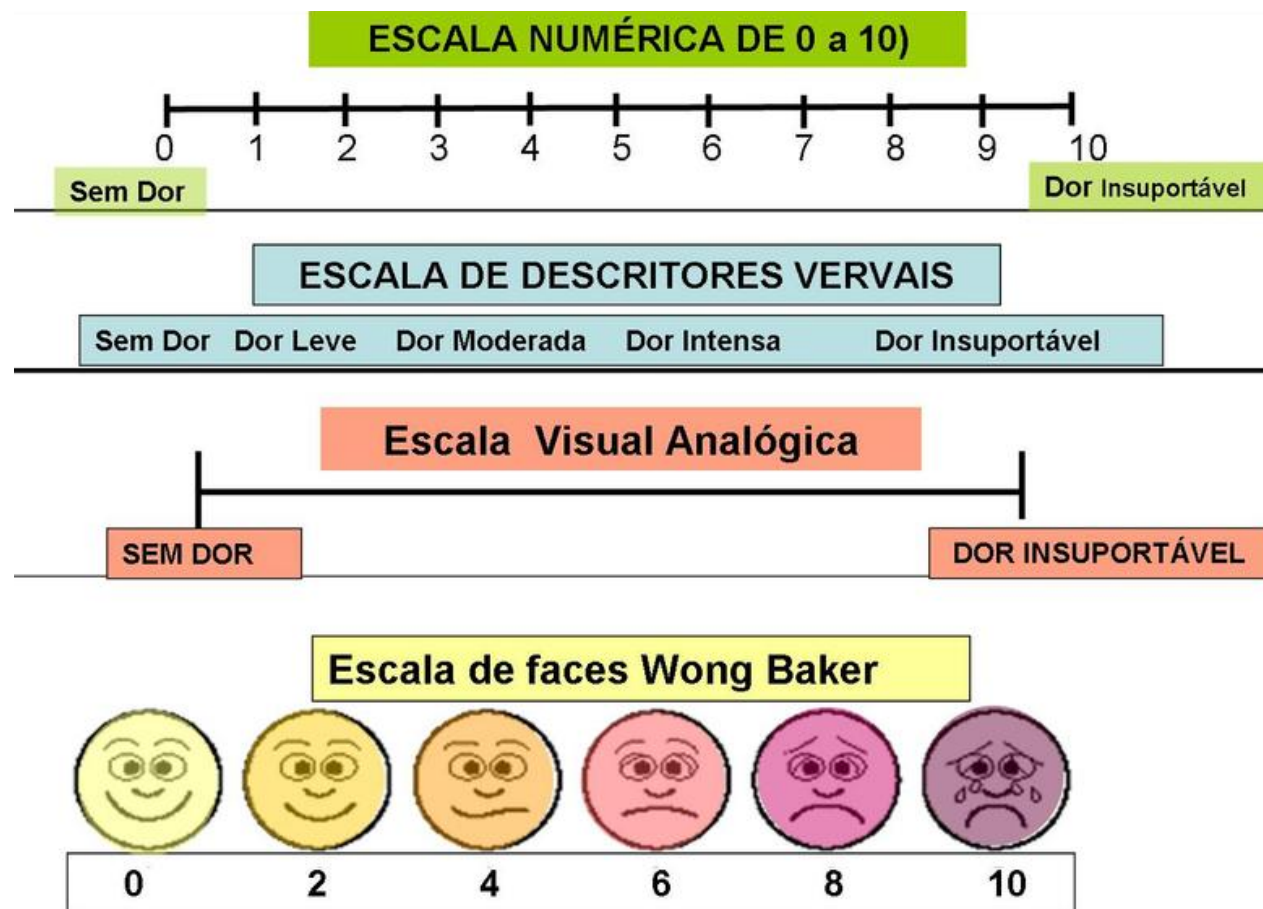 ESCALA NUMÉRICA DE 0 a 10)
0 1 2 3 4 5 6 7 8 9 10
Sem Dor Dor Insuportável
ESCALA DE DESCRITORES VERVAIS
Sem Dor Dor Leve Dor Moderada Dor Intensa Dor Insuportável
Escala Visual Analógica
SEM DOR DOR INSUPORTÁVEL
Escala de faces Wong Baker
0 2 4 6 8 10